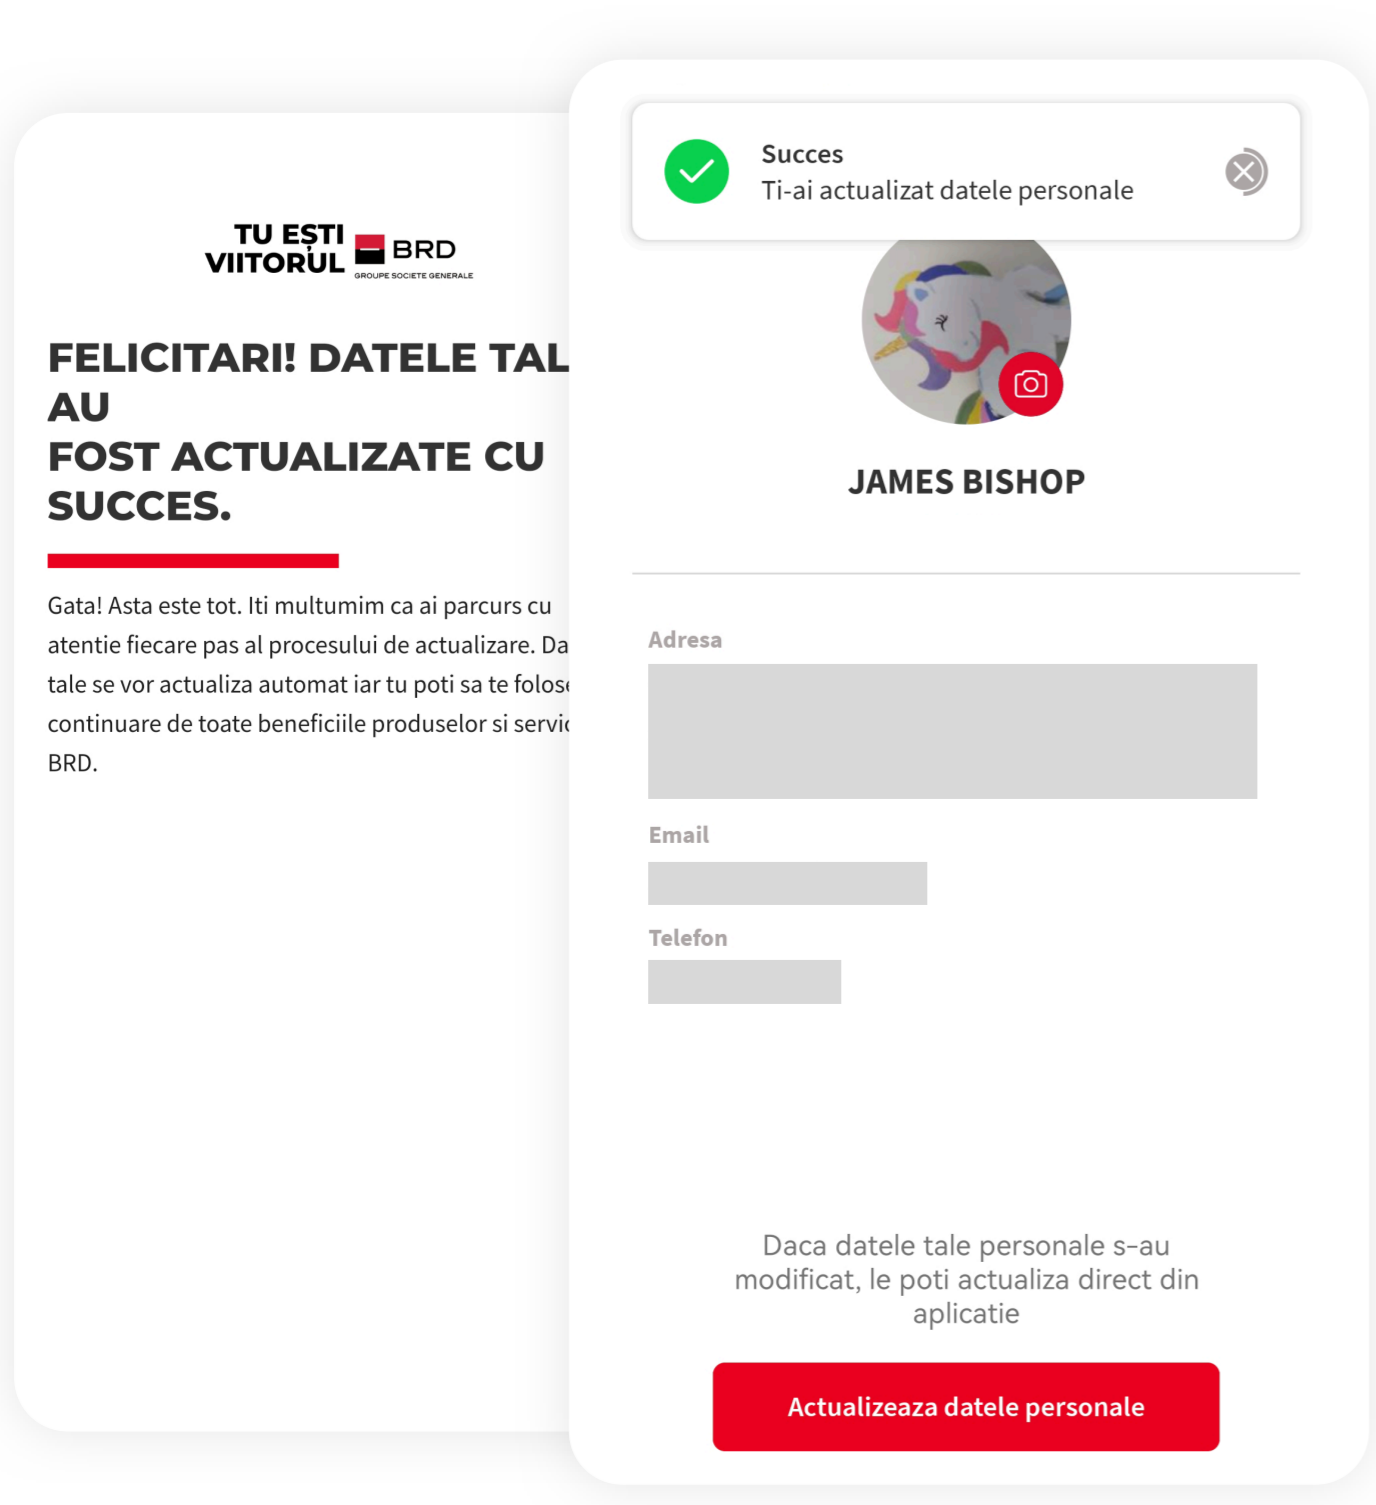 TU EȘTI
VIITORUL
BRD
GROUPE SOCIETE GENERALE
FELICITARI! DATELE TAL
AU
FOST ACTUALIZATE CU
SUCCES.
Gata! Asta este tot. Iti multumim ca ai parcurs cu
atentie fiecare pas al procesului de actualizare. Da
tale se vor actualiza automat iar tu poti sa te folos
continuare de toate beneficiile produselor si servi
BRD.
Succes
Ti-ai actualizat datele personale
JAMES BISHOP
Adresa
Email
Telefon
Daca datele tale personale s-au
modificat, le poti actualiza direct din
aplicatie
Actualizeaza datele personale